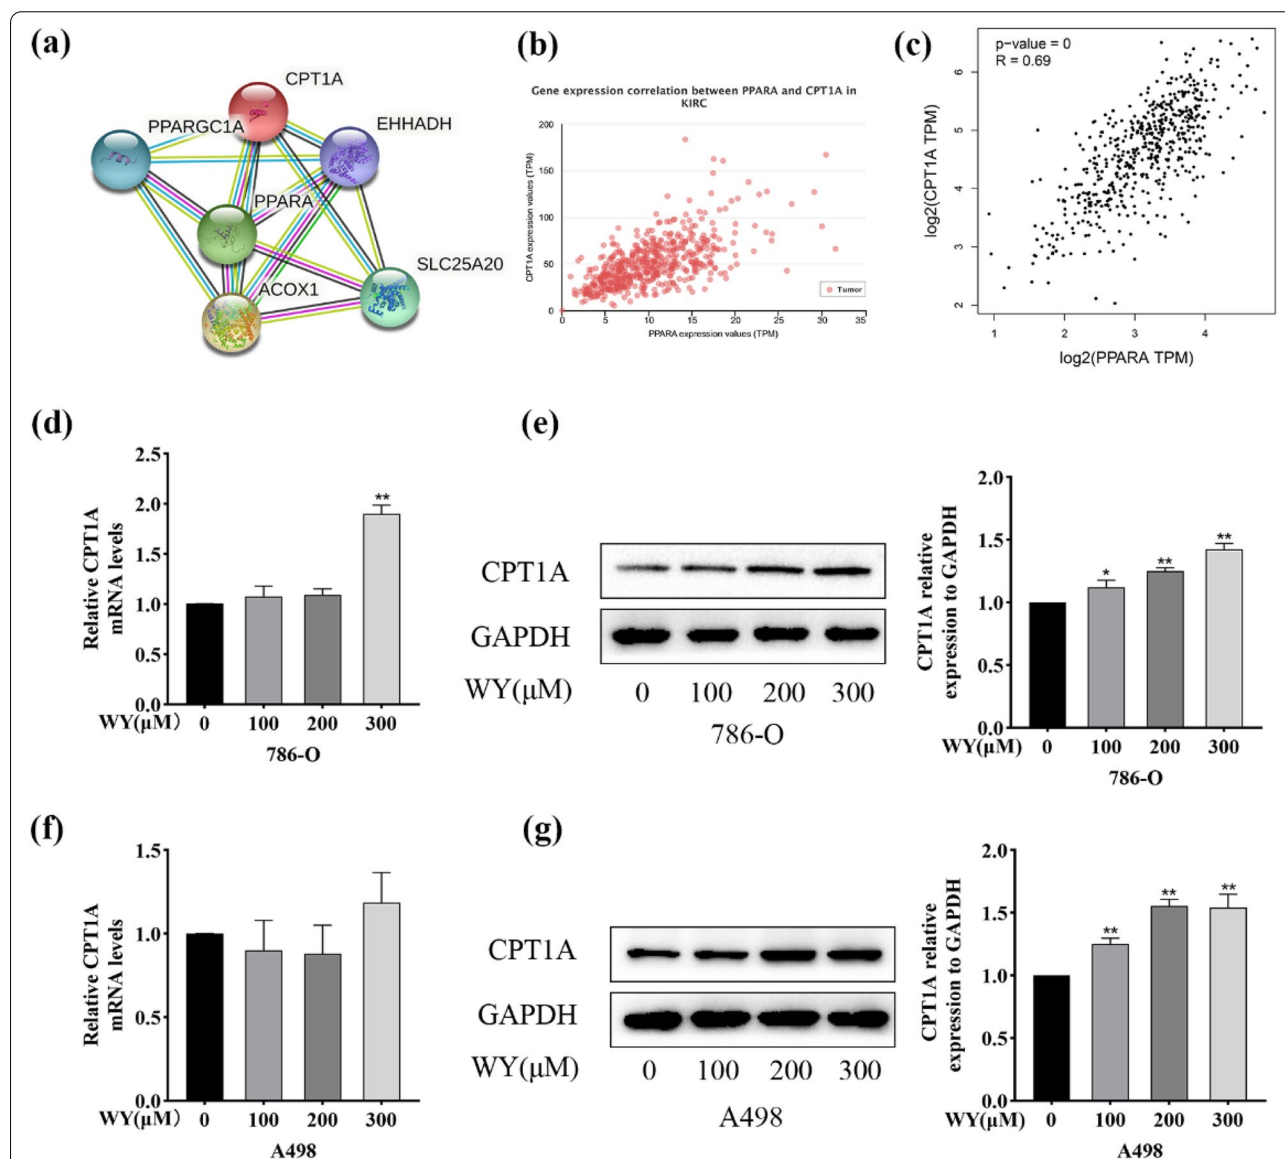 (a)
CPT1A
PPARGC1A
EHHADH
PPARA
SLC25A20
ACOX1
(b)
Gene expression correlation between PPARA and CPT1A in
KIRC
CPT1A expression values (TPM)
200
150
100
50
0
0 5 10 15 20 25 30 35
PPARA expression values (TPM)
Tumor
(c)
p-value = 0
R = 0.69
log2(CPT1A TPM)
6
5
4
3
2
1 2 3 4
log2(PPARA TPM)
(d)
Relative CPT1A
mRNA levels
2.5
2.0
1.5
1.0
0.5
0.0
**
WY(μM) 0 100 200 300
786-O
(e)
CPT1A
GAPDH
WY(μM) 0 100 200 300
786-O
CPT1A relative
expression to GAPDH
2.0
1.5
1.0
0.5
0.0
* ** **
WY(μM) 0 100 200 300
786-O
(f)
Relative CPT1A
mRNA levels
1.5
1.0
0.5
0.0
WY(μM) 0 100 200 300
A498
(g)
CPT1A
GAPDH
WY(μM) 0 100 200 300
A498
CPT1A relative
expression to GAPDH
2.0
1.5
1.0
0.5
0.0
** ** **
WY(μM) 0 100 200 300
A498